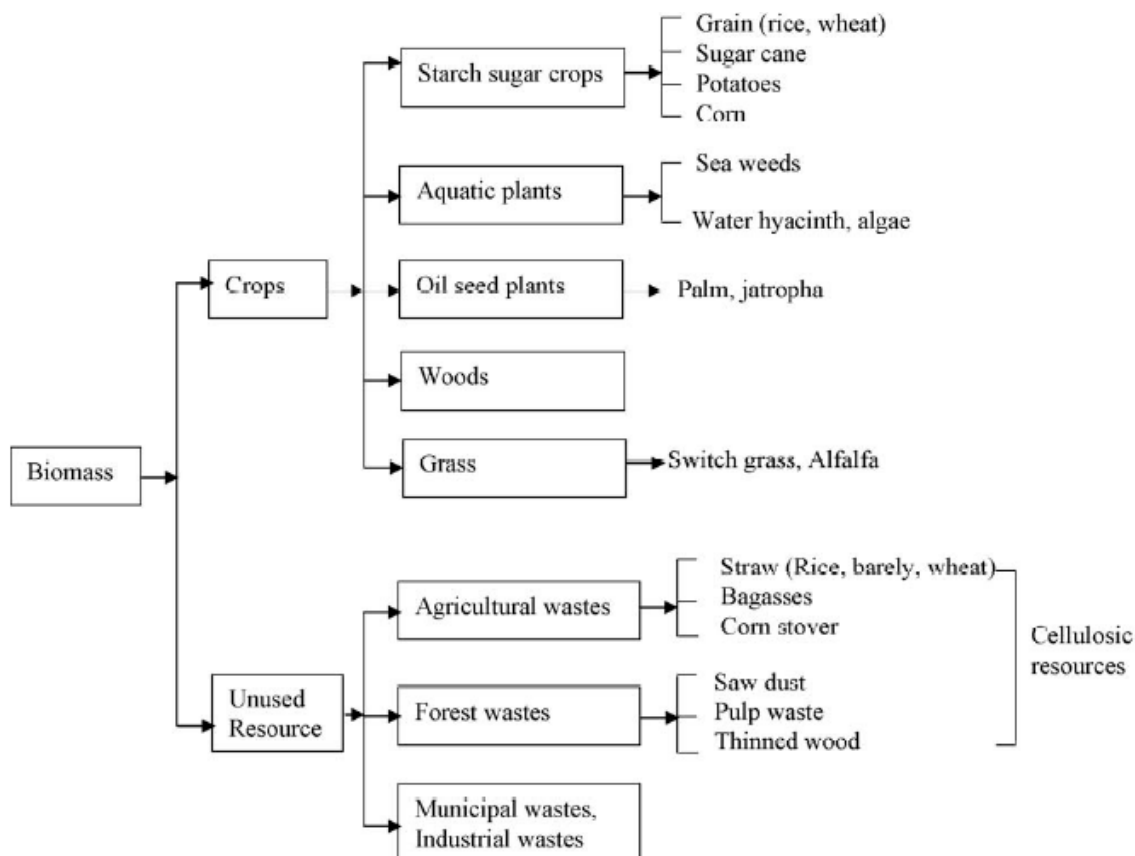 Grain (rice, wheat)
Sugar cane
Potatoes
Corn
Starch sugar crops
Sea weeds
Water hyacinth, algae
Aquatic plants
Crops
Oil seed plants
Palm, jatropha
Woods
Grass
Switch grass, Alfalfa
Biomass
Straw (Rice, barely, wheat)
Bagasses
Corn stover
Agricultural wastes
Cellulosic
resources
Unused
Resource
Forest wastes
Saw dust
Pulp waste
Thinned wood
Municipal wastes,
Industrial wastes